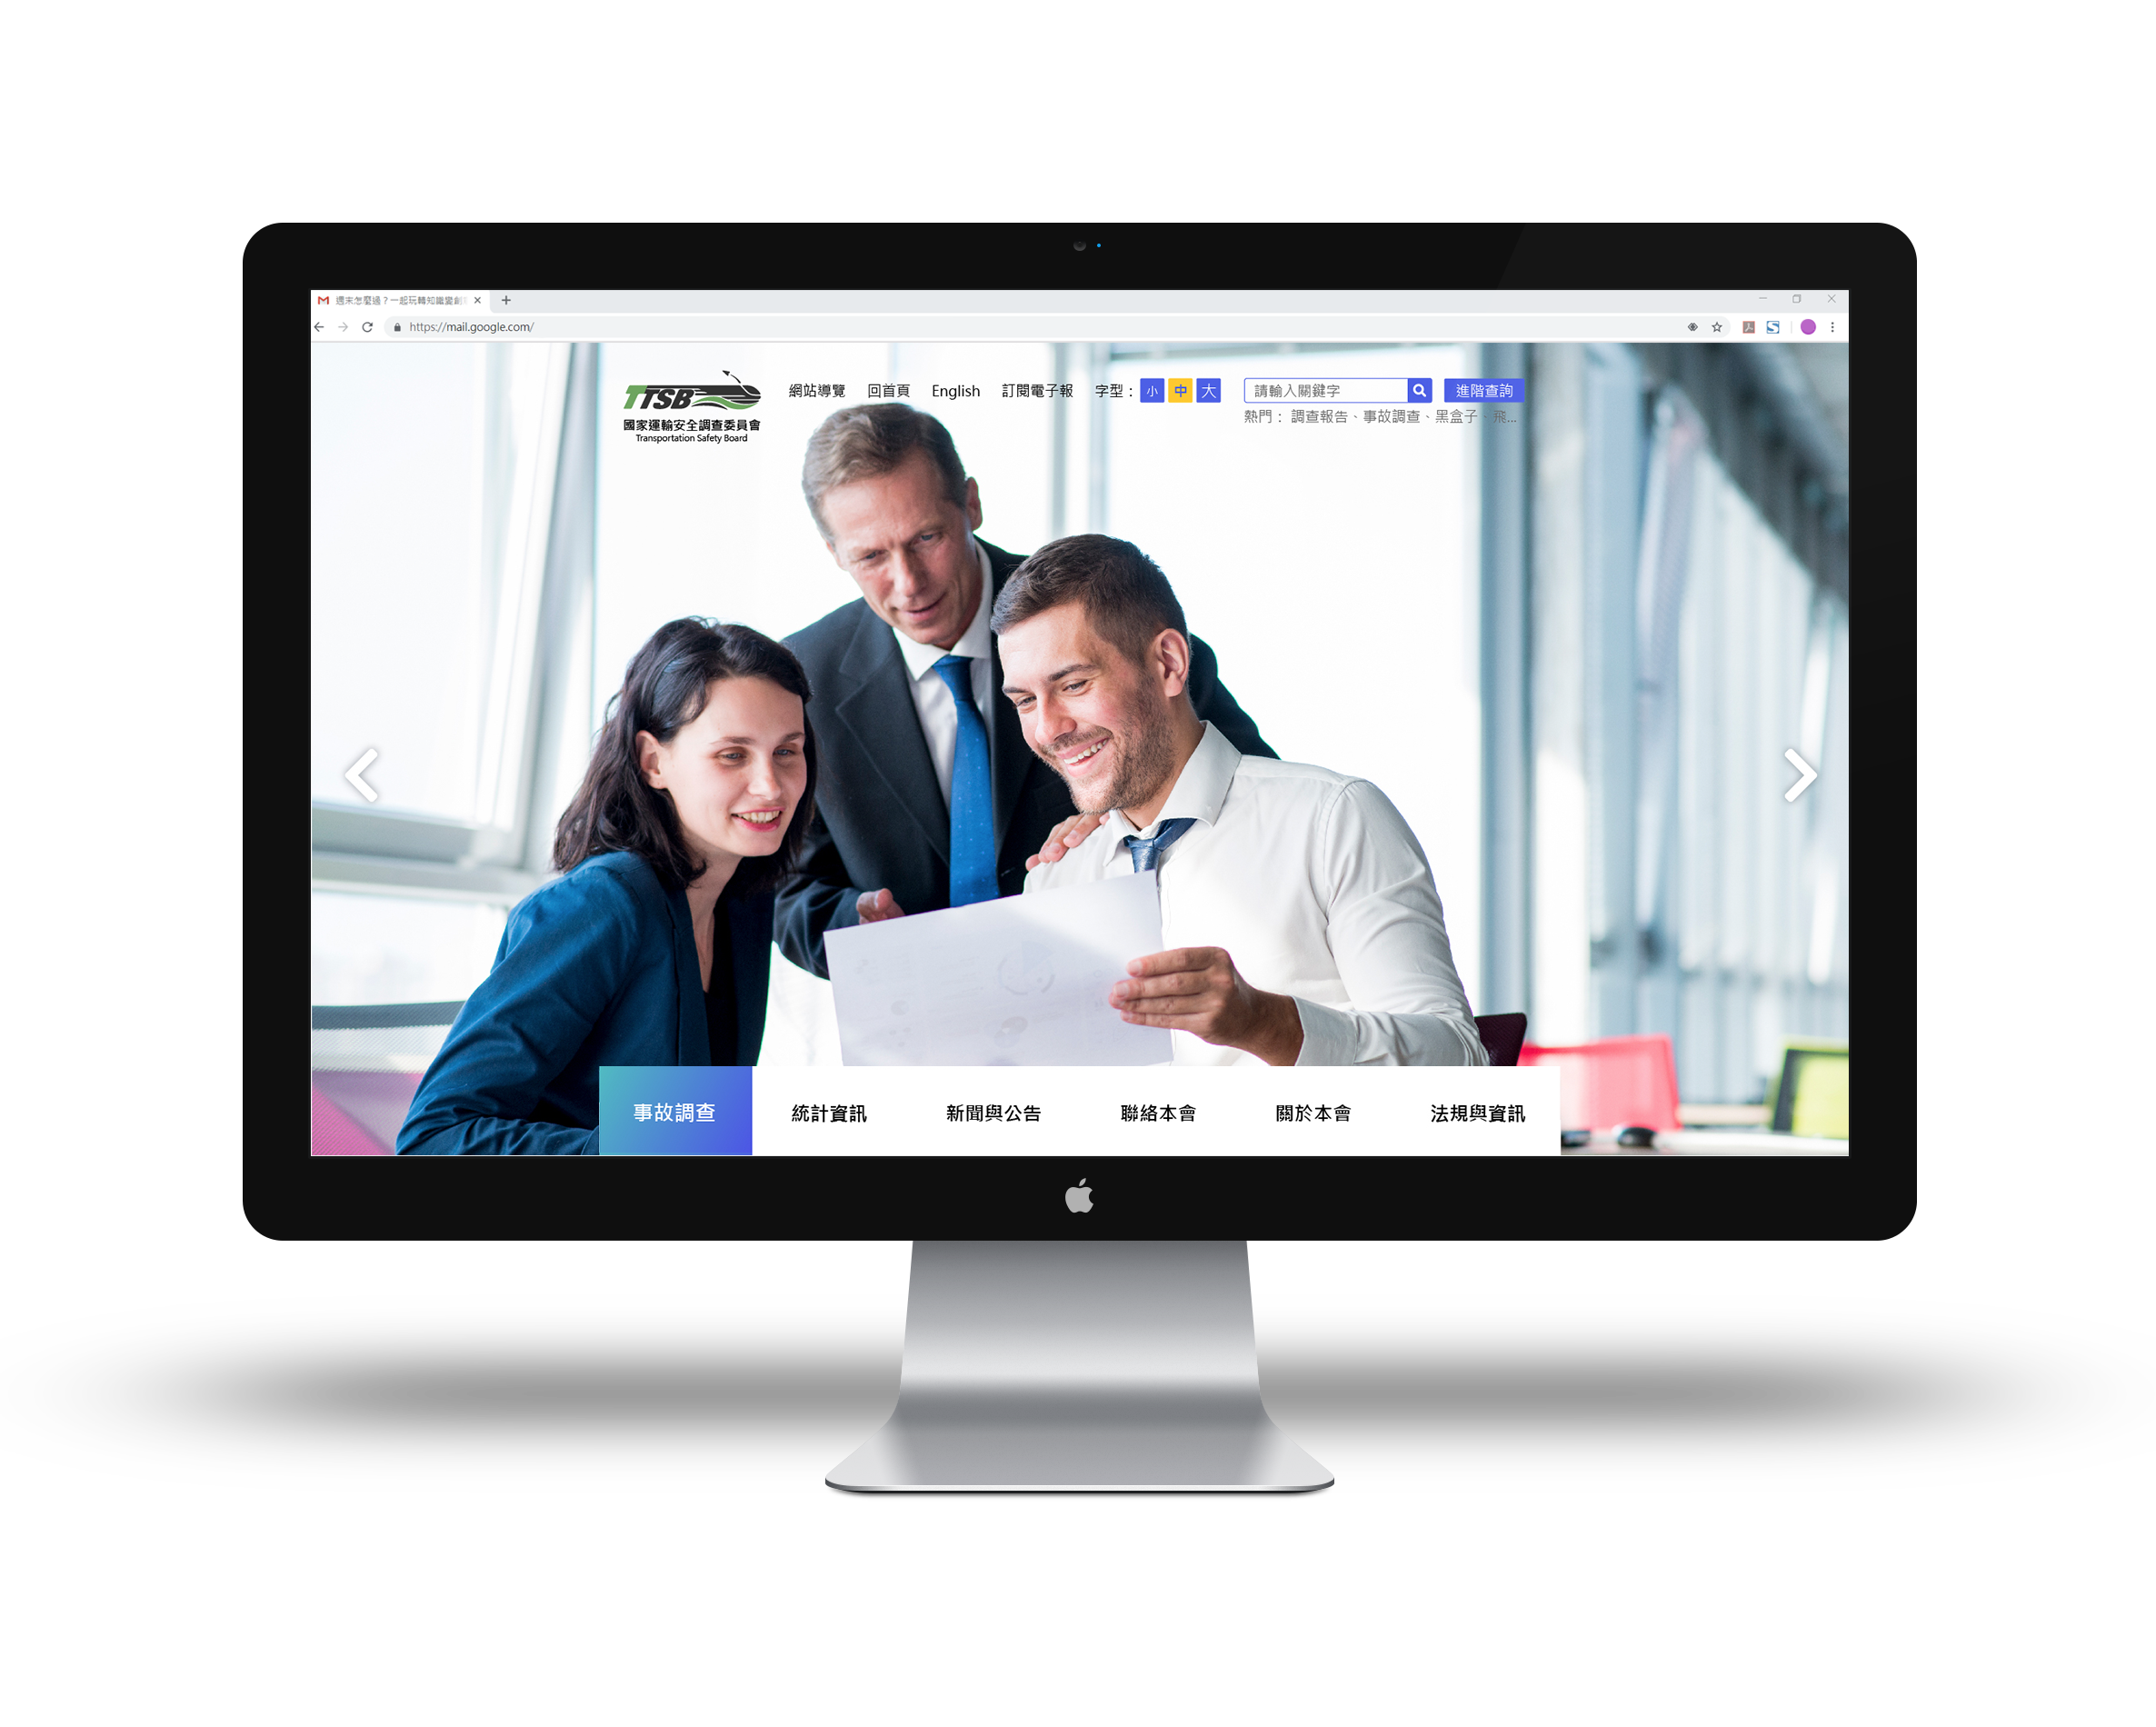 週末怎麼過？一起玩轉知識變創
https://mail.google.com/
TTSB
國家運輸安全調查委員會
Transportation Safety Board
網站導覽 回首頁 English 訂閱電子報 字型： 小 中 大 請輸入關鍵字 進階查詢
熱門： 調查報告、事故調查、黑盒子、飛...
事故調查 統計資訊 新聞與公告 聯絡本會 關於本會 法規與資訊